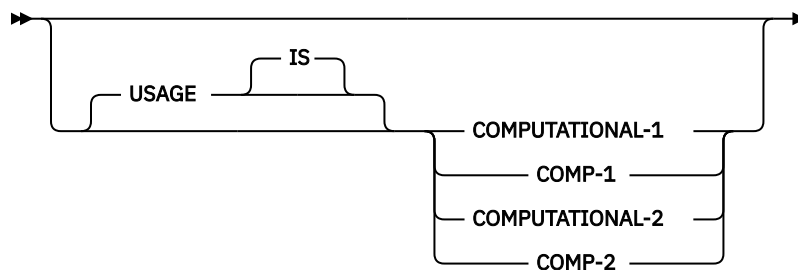 IS
USAGE
COMPUTATIONAL-1
COMP-1
COMPUTATIONAL-2
COMP-2